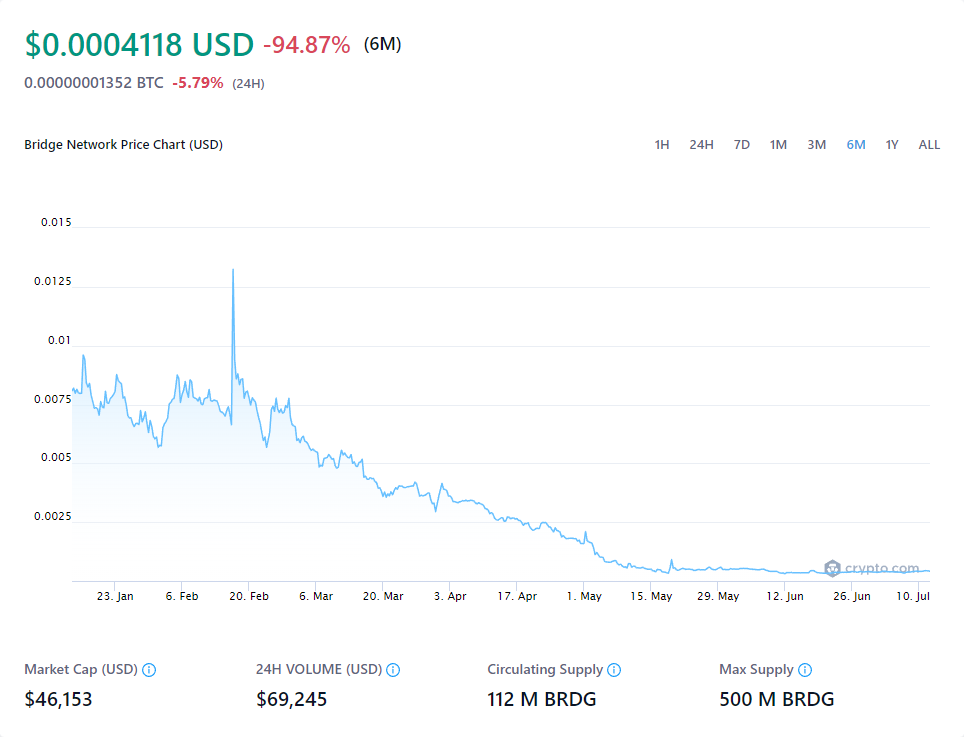 $0.0004118 USD -94.87% (6M)
0.00000001352 BTC -5.79% (24H)
Bridge Network Price Chart (USD) 1H 24H 7D 1M 3M 6M 1Y ALL
0.015
0.0125
0.01
0.0075
0.005
0.0025
crypto.com
23. Jan 6. Feb 20. Feb 6. Mar 20. Mar 3. Apr 17. Apr 1. May 15. May 29. May 12. Jun 26. Jun 10. Jul
Market Cap (USD) 24H VOLUME (USD) Circulating Supply Max Supply
$46,153 $69,245 112 M BRDG 500 M BRDG